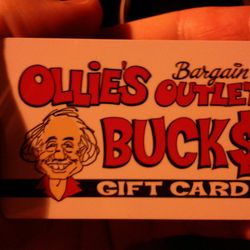 Bargain
OLLIE'S OUTLET
BUCK$
GIFT CARD